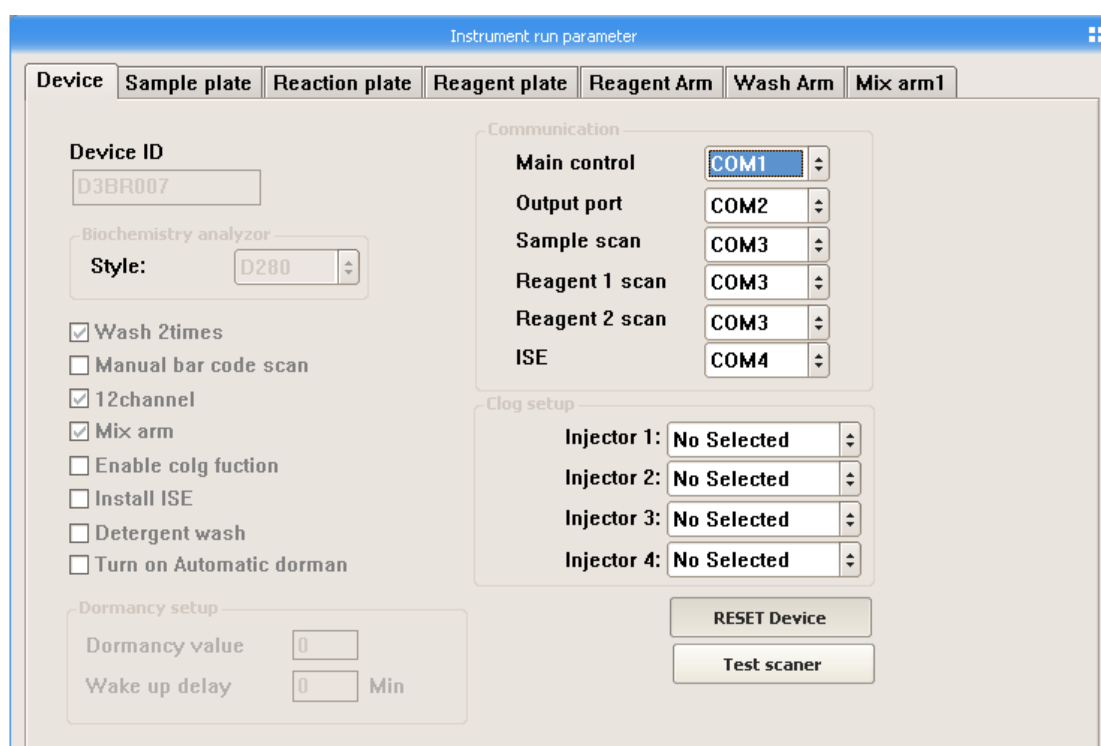 Instrument run parameter
Device Sample plate Reaction plate Reagent plate Reagent Arm Wash Arm Mix arm1
Device ID
D3BR007
Biochemistry analyzor
Style: D280
Wash 2times
Manual bar code scan
12channel
Mix arm
Enable colg fuction
Install ISE
Detergent wash
Turn on Automatic dorman
Dormancy setup
Dormancy value 0
Wake up delay 0 Min
Communication
Main control COM1
Output port COM2
Sample scan COM3
Reagent 1 scan COM3
Reagent 2 scan COM3
ISE COM4
Clog setup
Injector 1: No Selected
Injector 2: No Selected
Injector 3: No Selected
Injector 4: No Selected
RESET Device
Test scaner